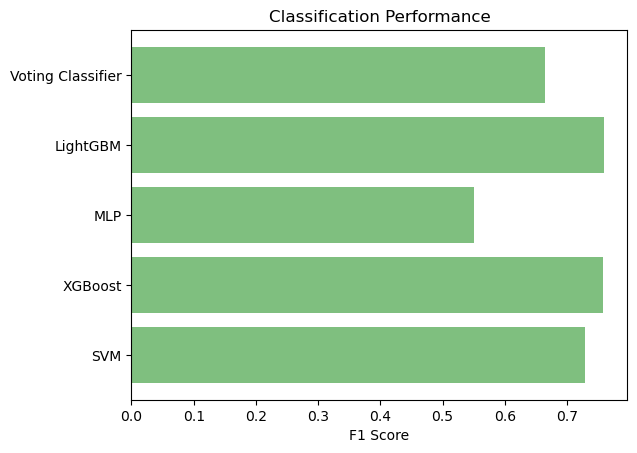 Classification Performance
Voting Classifier
LightGBM
MLP
XGBoost
SVM
0.0 0.1 0.2 0.3 0.4 0.5 0.6 0.7
F1 Score